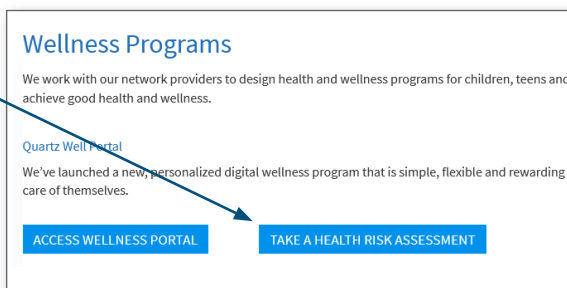 Wellness Programs
We work with our network providers to design health and wellness programs for children, teens and
achieve good health and wellness.
Quartz Well Portal
We’ve launched a new, personalized digital wellness program that is simple, flexible and rewarding
care of themselves.
ACCESS WELLNESS PORTAL
TAKE A HEALTH RISK ASSESSMENT